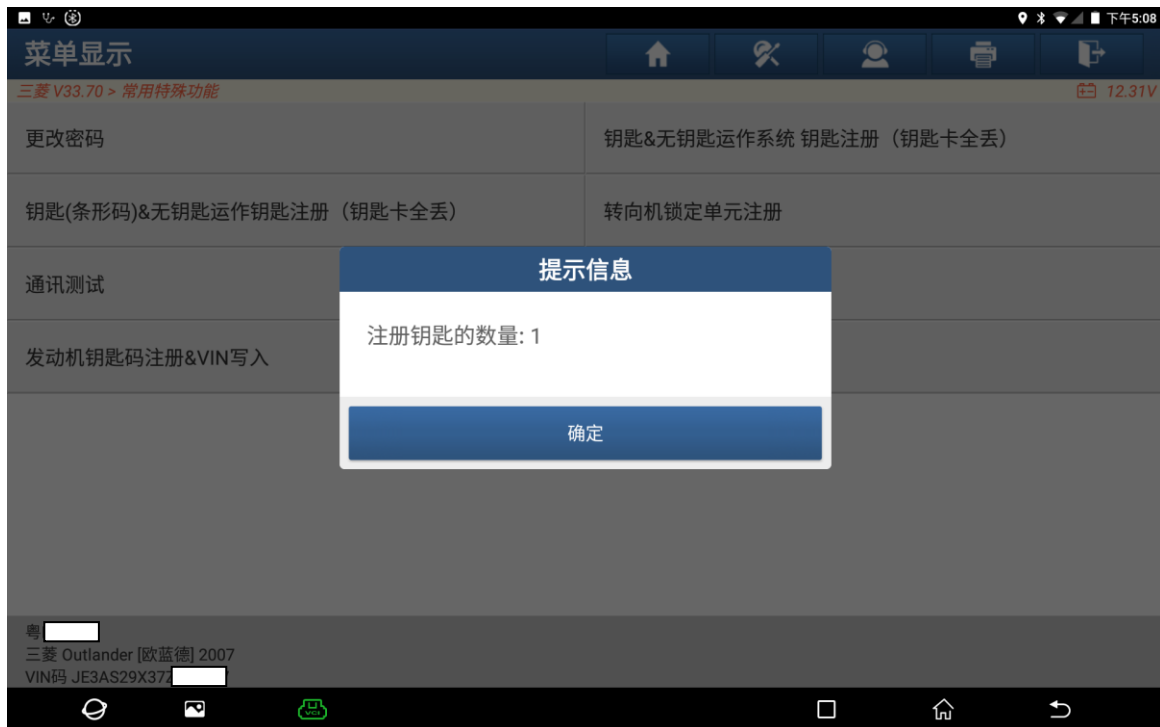 下午5:08
菜单显示
三菱 V33.70 > 常用特殊功能
12.31V
更改密码
钥匙&无钥匙运作系统 钥匙注册（钥匙卡全丢）
钥匙(条形码)&无钥匙运作钥匙注册（钥匙卡全丢）
转向机锁定单元注册
提示信息
通讯测试
注册钥匙的数量: 1
发动机钥匙码注册&VIN写入
确定
粤
三菱 Outlander [欧蓝德] 2007
VIN码 JE3AS29X37Z
VCI